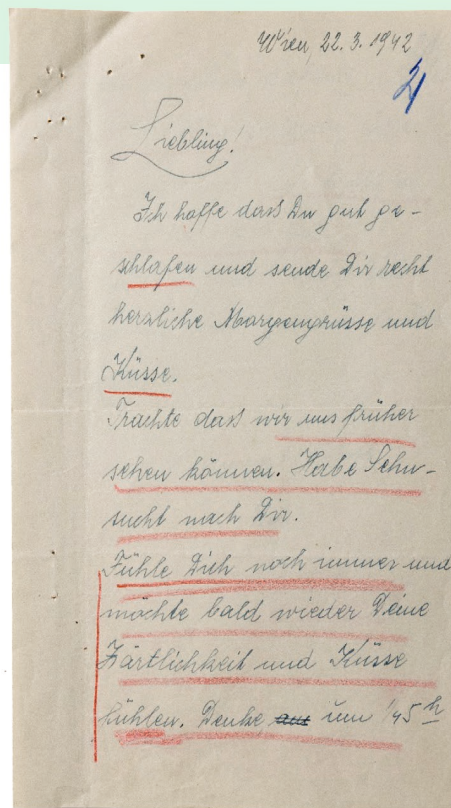 Wien, 22. 3. 1942
21
Liebling!
Ich hoffe dass Du gut ge-
schlafen und sende Dir recht
herzliche Morgengrüsse und
Küsse.
Trachte dass wir uns früher
sehen können. Habe Sehn-
sucht nach Dir.
Fühle Dich noch immer und
möchte bald wieder Deine
Zärtlichkeit und Küsse
fühlen. Denke aus um 1/45 h